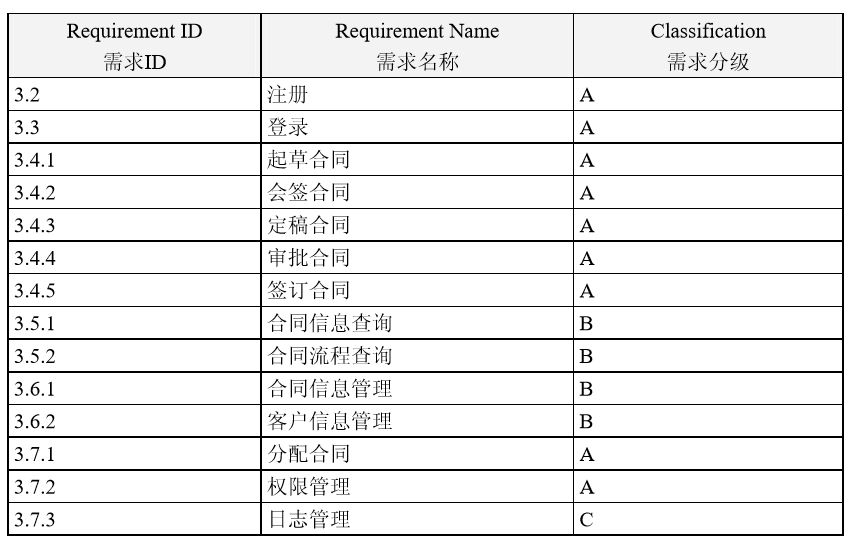 Requirement ID Requirement Name Classification
需求ID 需求名称 需求分级
3.2 注册 A
3.3 登录 A
3.4.1 起草合同 A
3.4.2 会签合同 A
3.4.3 定稿合同 A
3.4.4 审批合同 A
3.4.5 签订合同 A
3.5.1 合同信息查询 B
3.5.2 合同流程查询 B
3.6.1 合同信息管理 B
3.6.2 客户信息管理 B
3.7.1 分配合同 A
3.7.2 权限管理 A
3.7.3 日志管理 C